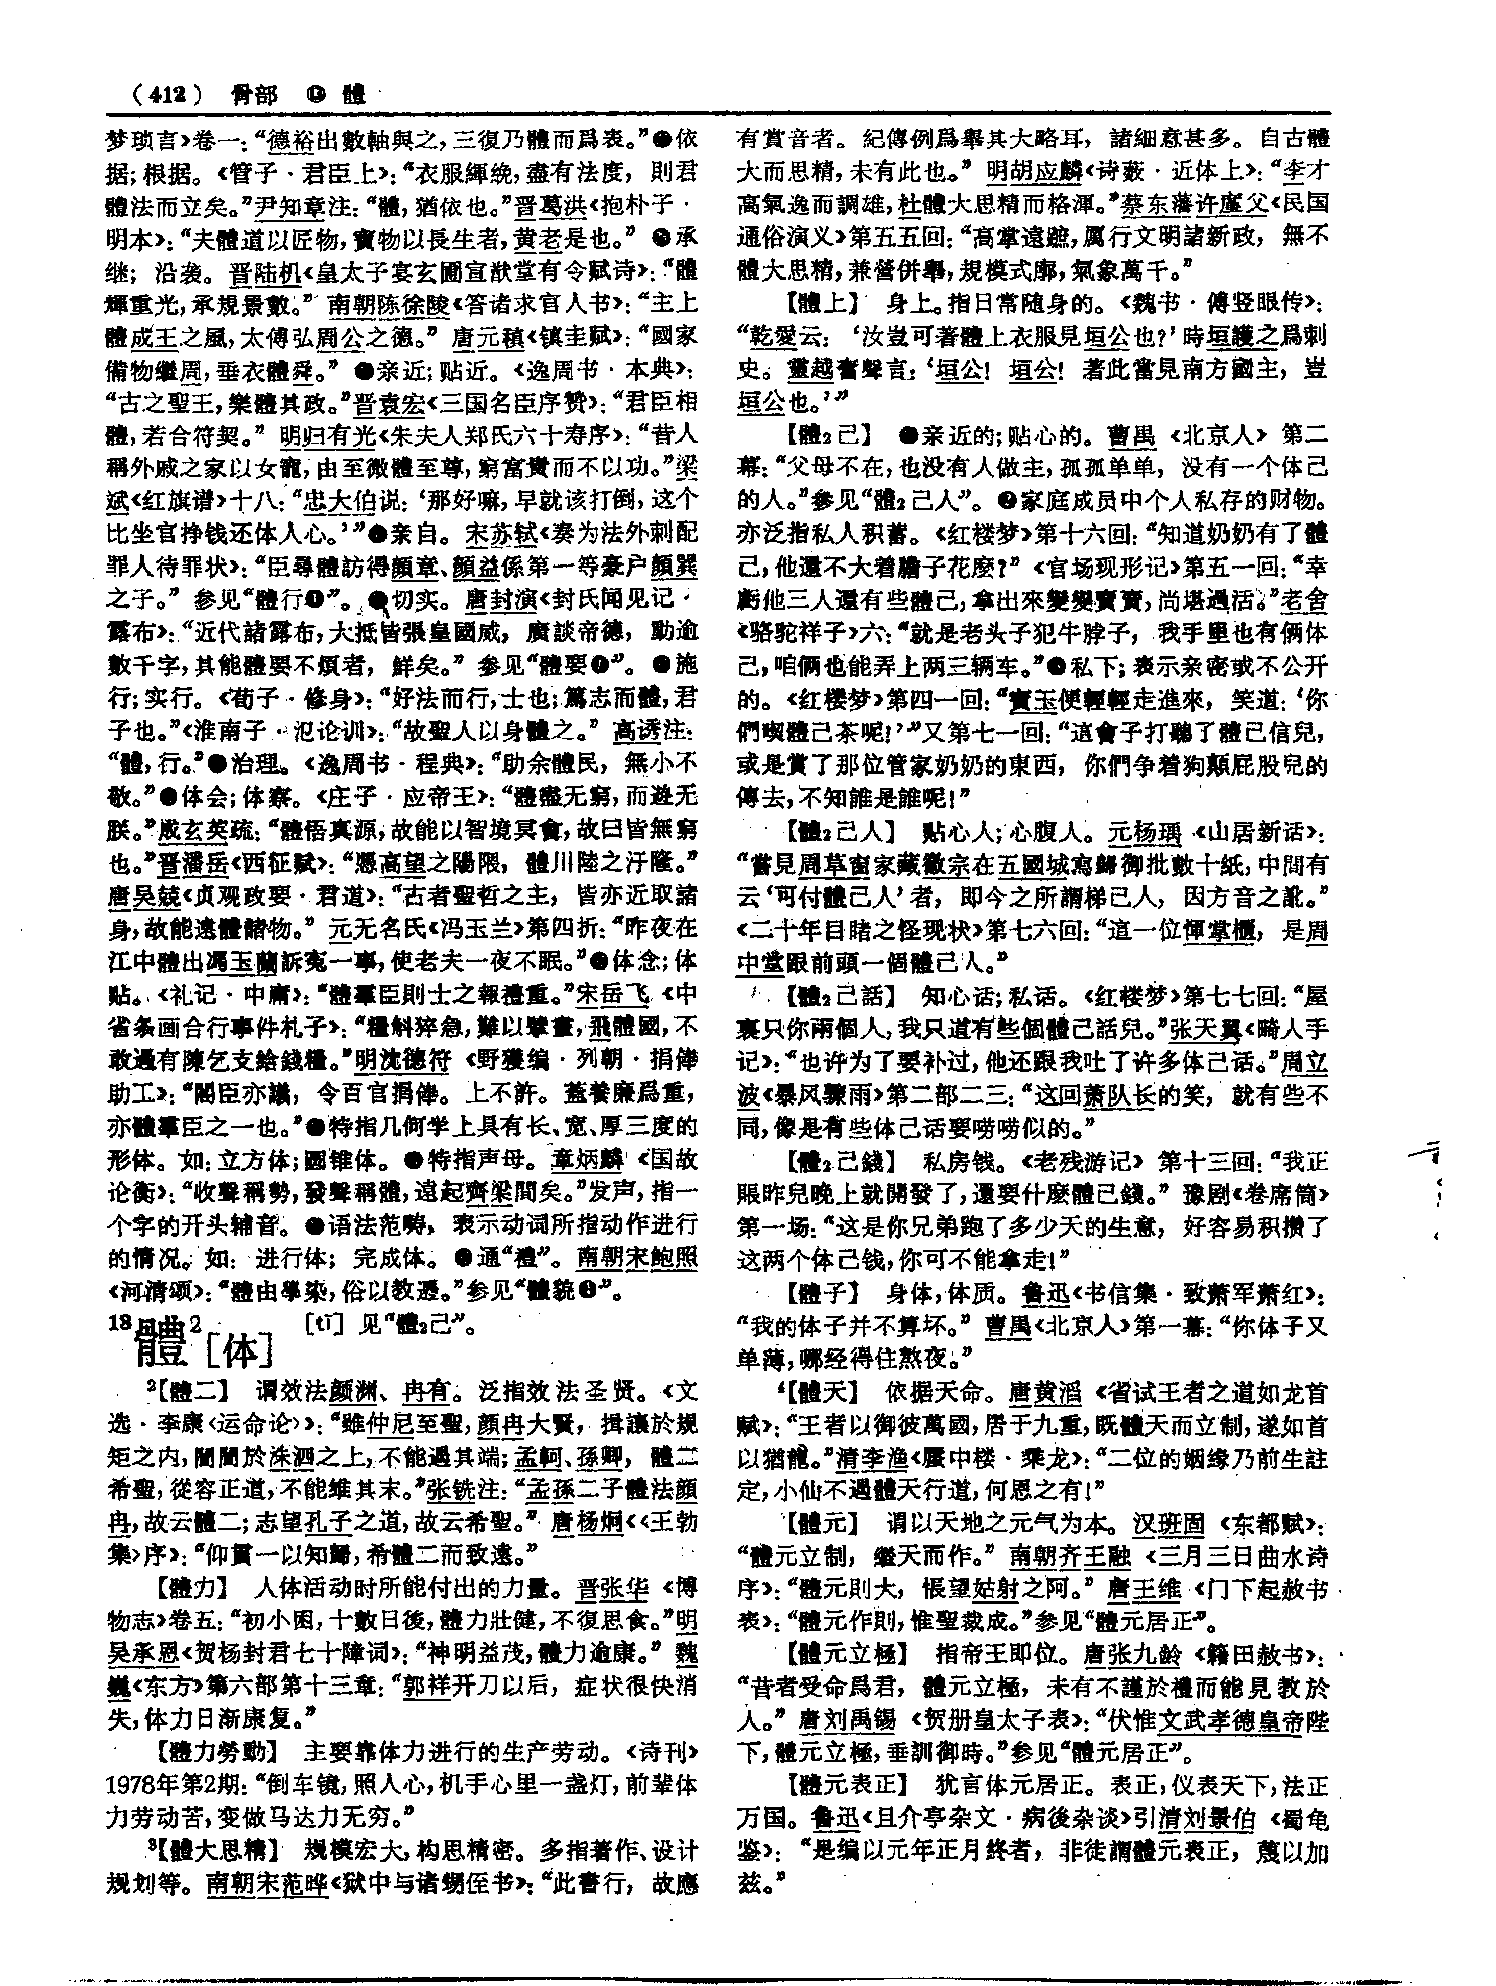 (412) 骨部 ⓭ 體
梦琐言》卷一：“德裕出數軸與之，三復乃體而爲表。”●依
据；根据。《管子·君臣上》：“衣服緷絻，盡有法度，則君
體法而立矣。”尹知章注：“體，猶依也。”晋葛洪《抱朴子·
明本》：“夫體道以匠物，寶物以長生者，黄老是也。”●承
继；沿袭。晋陆机《皇太子宴玄圃宣猷堂有令赋诗》：“體
輝重光，承規景數。”南朝陈徐陵《答诸求官人书》：“主上
體成王之風，太傅弘周公之德。”唐元稹《镇圭赋》：“國家
備物繼周，垂衣體舜。”●亲近；贴近。《逸周书·本典》：
“古之聖王，樂體其政。”晋袁宏《三国名臣序赞》：“君臣相
體，若合符契。”明归有光《朱夫人郑氏六十寿序》：“昔人
稱外戚之家以女寵，由至微體至尊，窮富貴而不以功。”梁
斌《红旗谱》十八：“忠大伯说：‘那好嘛，早就该打倒，这个
比坐官挣钱还体人心。’”●亲自。宋苏轼《奏为法外刺配
罪人待罪状》：“臣尋體訪得顏章、顏益係第一等豪户顏巽
之子。”参见“體行❶”。●切实。唐封演《封氏闻见记·
露布》：“近代諸露布，大抵皆張皇國威，廣談帝德，動逾
數千字，其能體要不煩者，鮮矣。”参见“體要❶”。●施
行；实行。《荀子·修身》：“好法而行，士也；篤志而體，君
子也。”《淮南子·氾论训》：“故聖人以身體之。”高诱注：
“體，行。”●治理。《逸周书·程典》：“助余體民，無小不
敬。”●体会；体察。《庄子·应帝王》：“體盡无窮，而遊无
朕。”成玄英疏：“體悟真源，故能以智境冥會，故曰皆無窮
也。”晋潘岳《西征赋》：“憑高望之陽隈，體川陸之汙隆。”
唐吴兢《贞观政要·君道》：“古者聖哲之主，皆亦近取諸
身，故能遠體諸物。”元无名氏《冯玉兰》第四折：“昨夜在
江中體出馮玉蘭訴寃一事，使老夫一夜不眠。”●体念；体
贴。《礼记·中庸》：“體羣臣則士之報禮重。”宋岳飞《中
省条画合行事件札子》：“糧斛猝急，難以擘畫，飛體國，不
敢過有陳乞支給錢糧。”明沈德符《野獲编·列朝·捐俸
助工》：“閣臣亦議，令百官捐俸。上不許。蓋養廉爲重，
亦體羣臣之一也。”●特指几何学上具有长、宽、厚三度的
形体。如：立方体；圆锥体。●特指声母。章炳麟《国故
论衡》：“收聲稱勢，發聲稱體，遠起齊梁間矣。”发声，指一
个字的开头辅音。●语法范畴，表示动词所指动作进行
的情况。如：进行体；完成体。●通“禮”。南朝宋鲍照
《河清颂》：“體由學染，俗以教遷。”参见“體貌❶”。
13體2［体］ ［tī］见“體2己”。
2【體二】 谓效法颜渊、冉有。泛指效法圣贤。《文
选·李康〈运命论〉》：“雖仲尼至聖，顏冉大賢，揖讓於規
矩之内，誾誾於洙泗之上，不能遏其端；孟軻、孫卿，體二
希聖，從容正道，不能維其末。”张铣注：“孟孫二子體法顏
冉，故云體二；志望孔子之道，故云希聖。”唐杨炯《〈王勃
集〉序》：“仰貫一以知歸，希體二而致遠。”
【體力】 人体活动时所能付出的力量。晋张华《博
物志》卷五：“初小困，十數日後，體力壯健，不復思食。”明
吴承恩《贺杨封君七十障词》：“神明益茂，體力逾康。”魏
巍《东方》第六部第十三章：“郭祥开刀以后，症状很快消
失，体力日渐康复。”
【體力勞動】 主要靠体力进行的生产劳动。《诗刊》
1978年第2期：“倒车镜，照人心，机手心里一盏灯，前辈体
力劳动苦，变做马达力无穷。”
3【體大思精】 规模宏大，构思精密。多指著作、设计
规划等。南朝宋范晔《狱中与诸甥侄书》：“此書行，故應
有賞音者。紀傳例爲舉其大略耳，諸細意甚多。自古體
大而思精，未有此也。”明胡应麟《诗薮·近体上》：“李才
高氣逸而調雄，杜體大思精而格渾。”蔡东藩许廑父《民国
通俗演义》第五五回：“高掌遠蹠，厲行文明諸新政，無不
體大思精，兼營併舉，規模式廓，氣象萬千。”
【體上】 身上。指日常随身的。《魏书·傅竖眼传》：
“乾愛云：‘汝豈可著體上衣服見垣公也？’時垣護之爲刺
史。靈越奮聲言：‘垣公！垣公！著此當見南方國主，豈
垣公也。’”
【體2己】 ●亲近的；贴心的。曹禺《北京人》第二
幕：“父母不在，也没有人做主，孤孤单单，没有一个体己
的人。”参见“體2己人”。❷家庭成员中个人私存的财物。
亦泛指私人积蓄。《红楼梦》第十六回：“知道奶奶有了體
己，他還不大着膽子花麽？”《官场现形记》第五一回：“幸
虧他三人還有些體己，拿出來變變賣賣，尚堪過活。”老舍
《骆驼祥子》六：“就是老头子犯牛脖子，我手里也有俩体
己，咱俩也能弄上两三辆车。”●私下；表示亲密或不公开
的。《红楼梦》第四一回：“寶玉便輕輕走進來，笑道：‘你
們喫體己茶呢！’”又第七一回：“這會子打聽了體己信兒，
或是賞了那位管家奶奶的東西，你們争着狗顛屁股兒的
傳去，不知誰是誰呢！”
【體2己人】 贴心人；心腹人。元杨瑀《山居新话》：
“嘗見周草窗家藏徽宗在五國城寫歸御批數十紙，中間有
云‘可付體己人’者，即今之所謂梯己人，因方音之訛。”
《二十年目睹之怪现状》第七六回：“這一位惲掌櫃，是周
中堂跟前頭一個體己人。”
【體2己話】 知心话；私话。《红楼梦》第七七回：“屋
裏只你兩個人，我只道有些個體己話兒。”张天翼《畸人手
记》：“也许为了要补过，他还跟我吐了许多体己话。”周立
波《暴风骤雨》第二部二三：“这回萧队长的笑，就有些不
同，像是有些体己话要唠唠似的。”
【體2己錢】 私房钱。《老残游记》第十三回：“我正
眼昨兒晚上就開發了，還要什麽體己錢。”豫剧《卷席筒》
第一场：“这是你兄弟跑了多少天的生意，好容易积攒了
这两个体己钱，你可不能拿走！”
【體子】 身体，体质。鲁迅《书信集·致萧军萧红》：
“我的体子并不算坏。”曹禺《北京人》第一幕：“你体子又
单薄，哪经得住熬夜。”
4【體天】 依据天命。唐黄滔《省试王者之道如龙首
赋》：“王者以御彼萬國，居于九重，既體天而立制，遂如首
以猶龍。”清李渔《蜃中楼·乘龙》：“二位的姻缘乃前生註
定，小仙不過體天行道，何恩之有！”
【體元】 谓以天地之元气为本。汉班固《东都赋》：
“體元立制，繼天而作。”南朝齐王融《三月三日曲水诗
序》：“體元則大，悵望姑射之阿。”唐王维《门下起赦书
表》：“體元作則，惟聖裁成。”参见“體元居正”。
【體元立極】 指帝王即位。唐张九龄《籍田赦书》：
“昔者受命爲君，體元立極，未有不謹於禮而能見教於
人。”唐刘禹锡《贺册皇太子表》：“伏惟文武孝德皇帝陛
下，體元立極，垂訓御時。”参见“體元居正”。
【體元表正】 犹言体元居正。表正，仪表天下，法正
万国。鲁迅《且介亭杂文·病後杂谈》引清刘景伯《蜀龟
鉴》：“是编以元年正月终者，非徒謂體元表正，蔑以加
兹。”